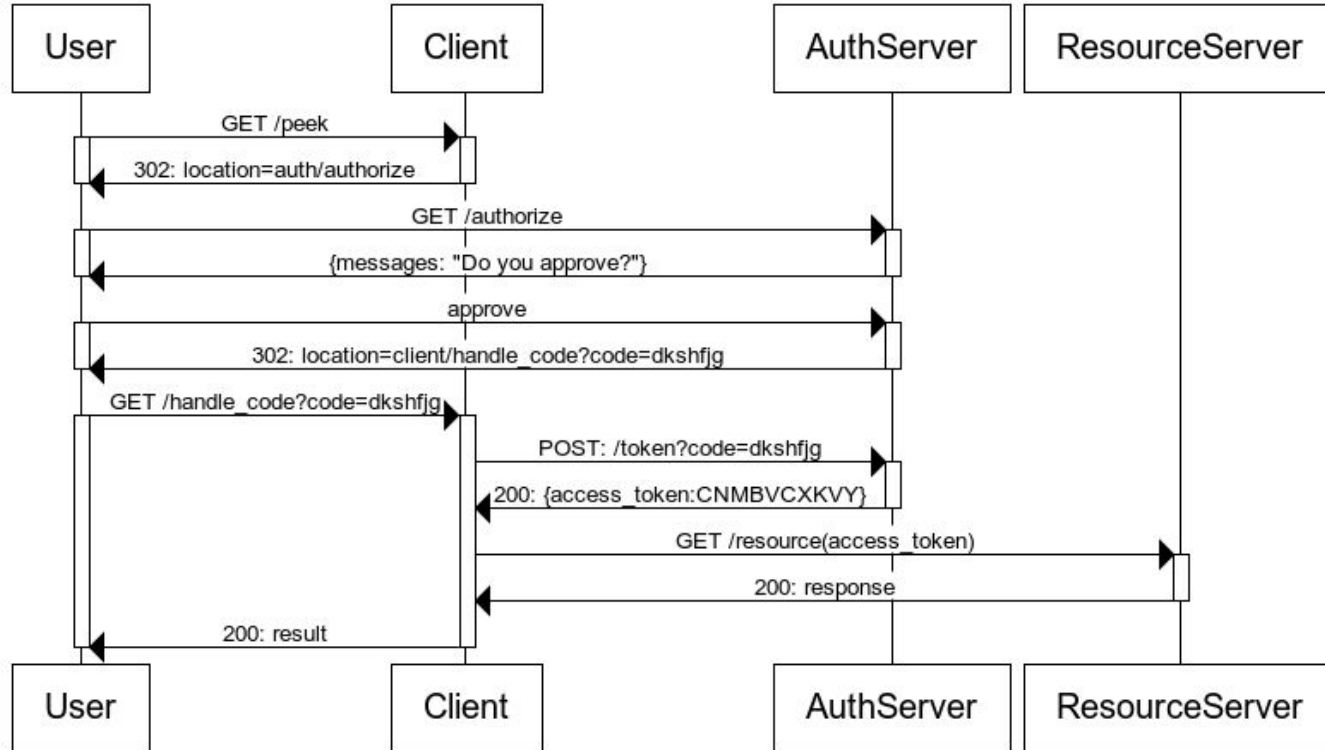 User Client AuthServer ResourceServer
GET /peek
302: location=auth/authorize
GET /authorize
{messages: "Do you approve?"}
approve
302: location=client/handle_code?code=dkshfjg
GET /handle_code?code=dkshfjg
POST: /token?code=dkshfjg
200: {access_token:CNMBVCXKVY}
GET /resource(access_token)
200: response
200: result
User Client AuthServer ResourceServer